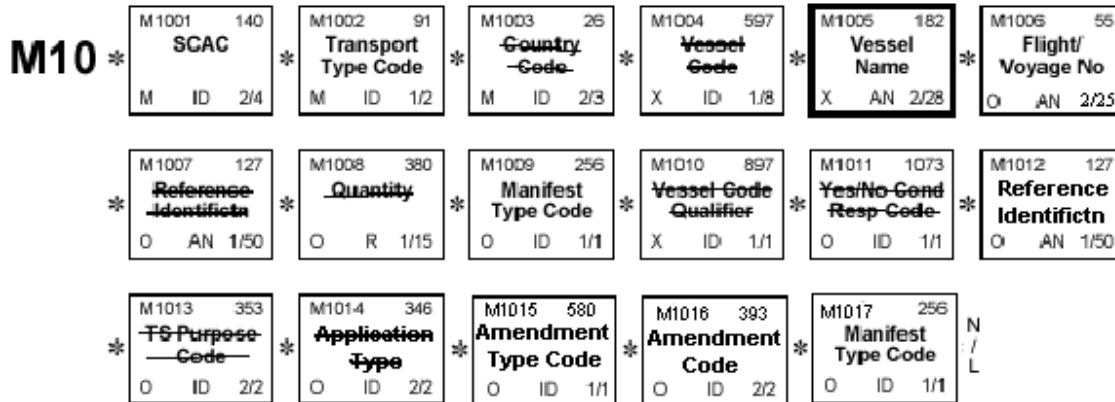 M10 * M1001 140 * M1002 91 * M1003 26 * M1004 597 * M1005 182 * M1006 55
SCAC Transport Country Vessel Vessel Flight/
Type Code Code Code Name Voyage No
M ID 2/4 M ID 1/2 M ID 2/3 X ID 1/8 X AN 2/28 O AN 2/25
* M1007 127 * M1008 380 * M1009 256 * M1010 897 * M1011 1073 * M1012 127
Reference Quantity Manifest Vessel Code Yes/No Cond Reference
Identifictn Type Code Qualifier Resp Code Identifictn
O AN 1/50 O R 1/15 O ID 1/1 X ID 1/1 O ID 1/1 O AN 1/50
* M1013 353 * M1014 346 * M1015 580 * M1016 393 * M1017 256 N
TS Purpose Application Amendment Amendment Manifest /
Code Type Type Code Code Type Code L
O ID 2/2 O ID 2/2 O ID 1/1 O ID 2/2 O ID 1/1